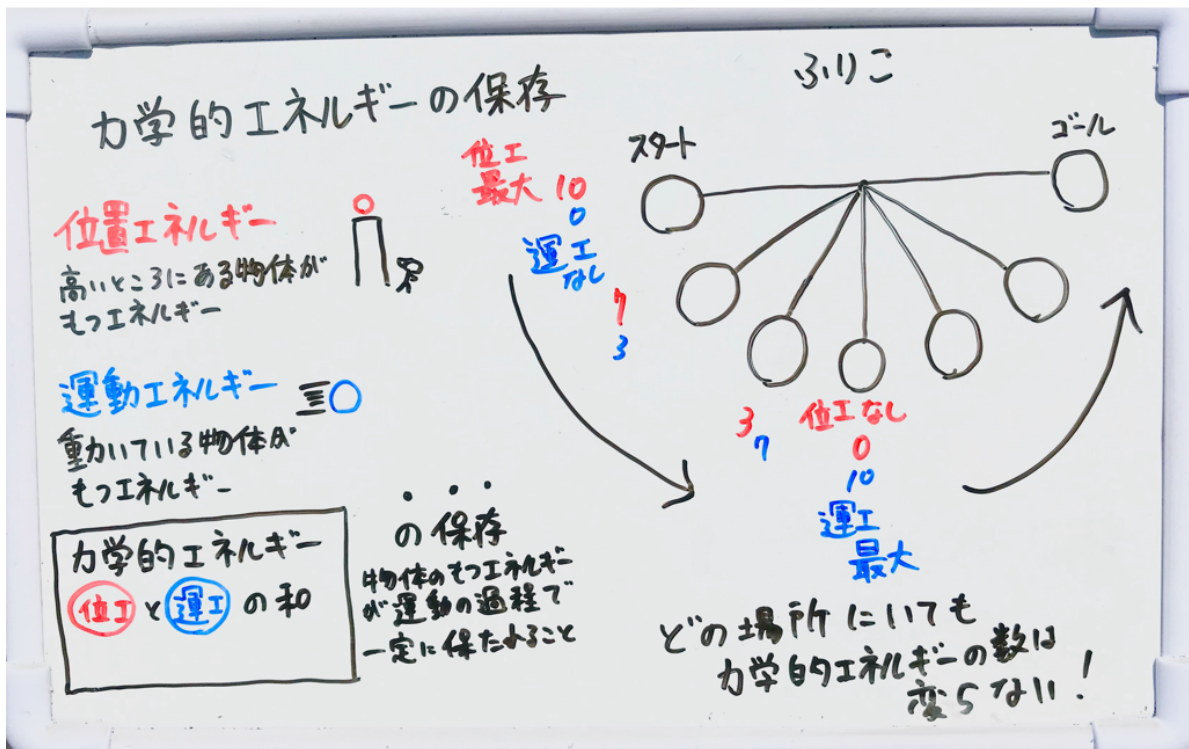 力学的エネルギーの保存
位置エネルギー
高いところにある物体が
もつエネルギー
運動エネルギー
動いている物体が
もつエネルギー
力学的エネルギー
位エと運エの和
・・・
の保存
物体のもつエネルギー
が運動の過程で
一定に保たれること
ふりこ
スタート
ゴール
位エ
最大 10
0
運エ
なし
7
3
3
7
位エなし
0
10
運エ
最大
どの場所にいても
力学的エネルギーの数は
変らない!